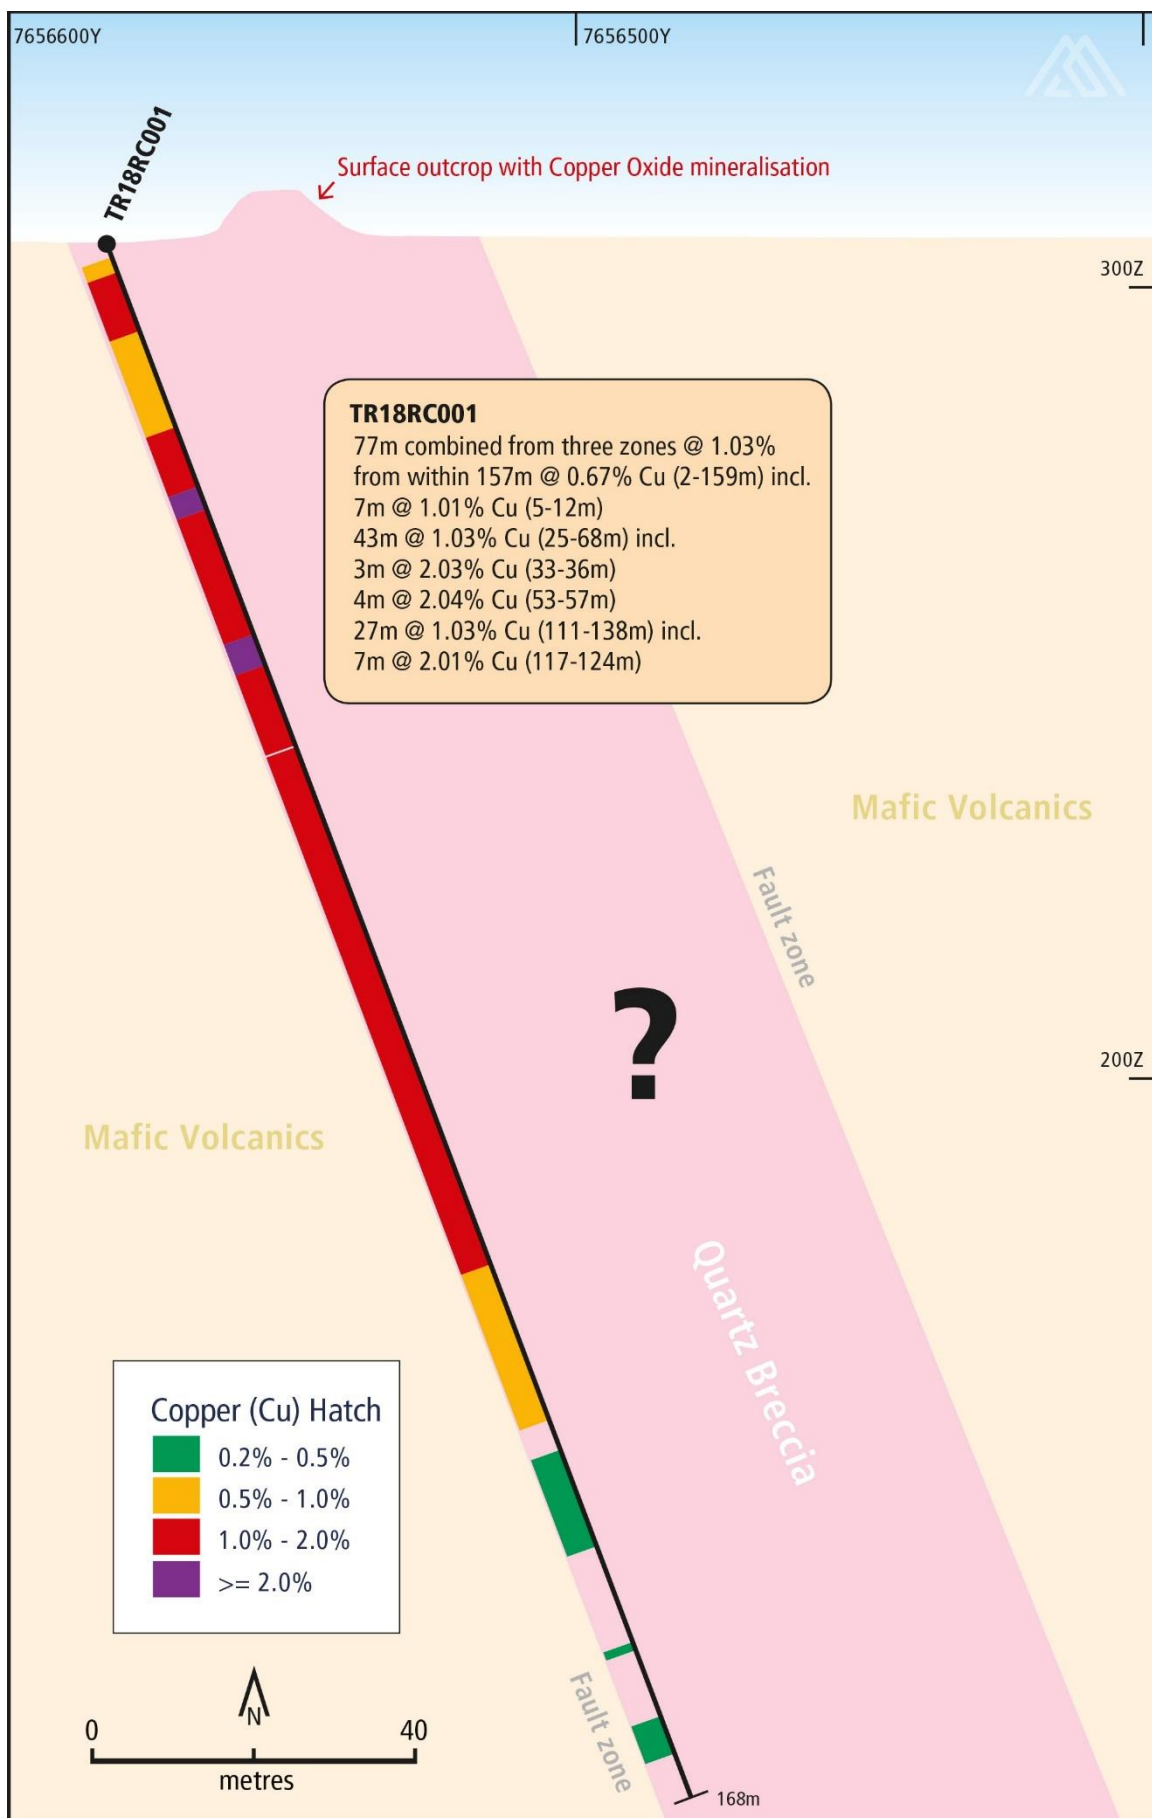 7656600Y
7656500Y
TR18RC001
Surface outcrop with Copper Oxide mineralisation
300Z
TR18RC001
77m combined from three zones @ 1.03%
from within 157m @ 0.67% Cu (2-159m) incl.
7m @ 1.01% Cu (5-12m)
43m @ 1.03% Cu (25-68m) incl.
3m @ 2.03% Cu (33-36m)
4m @ 2.04% Cu (53-57m)
27m @ 1.03% Cu (111-138m) incl.
7m @ 2.01% Cu (117-124m)
Mafic Volcanics
Fault zone
?
200Z
Mafic Volcanics
Quartz Breccia
Copper (Cu) Hatch
0.2% - 0.5%
0.5% - 1.0%
1.0% - 2.0%
>= 2.0%
N
0 40
metres
Fault zone
168m